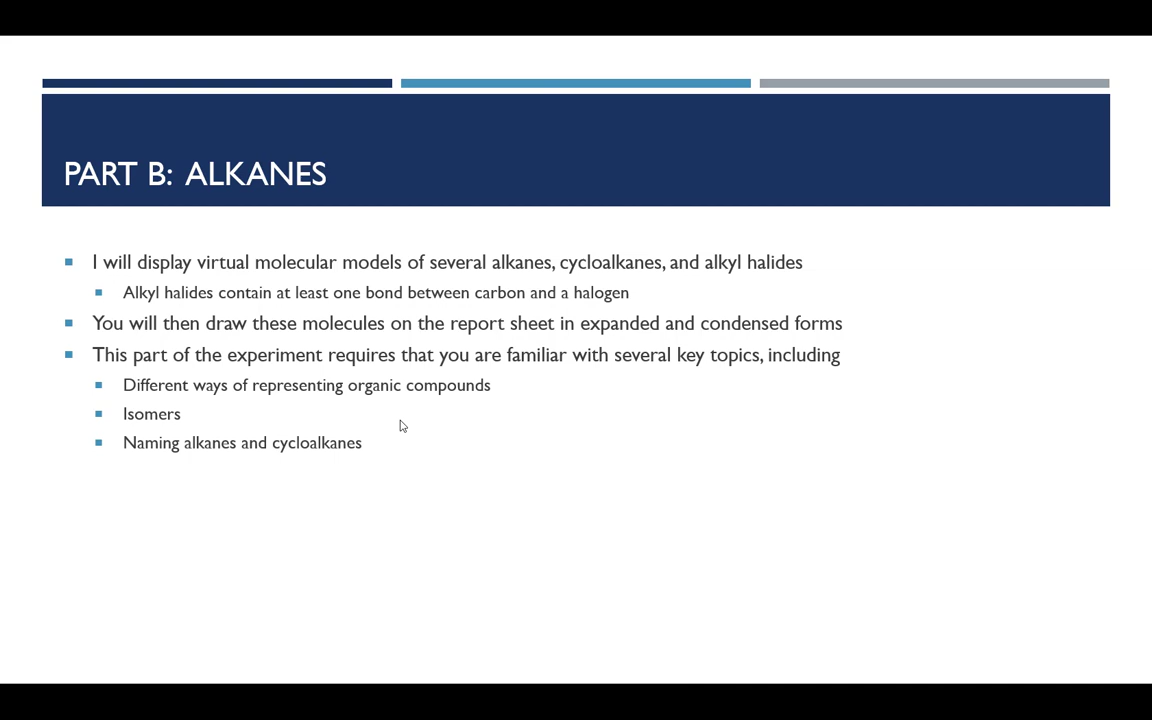 PART B: ALKANES
I will display virtual molecular models of several alkanes, cycloalkanes, and alkyl halides
Alkyl halides contain at least one bond between carbon and a halogen
You will then draw these molecules on the report sheet in expanded and condensed forms
This part of the experiment requires that you are familiar with several key topics, including
Different ways of representing organic compounds
Isomers
Naming alkanes and cycloalkanes